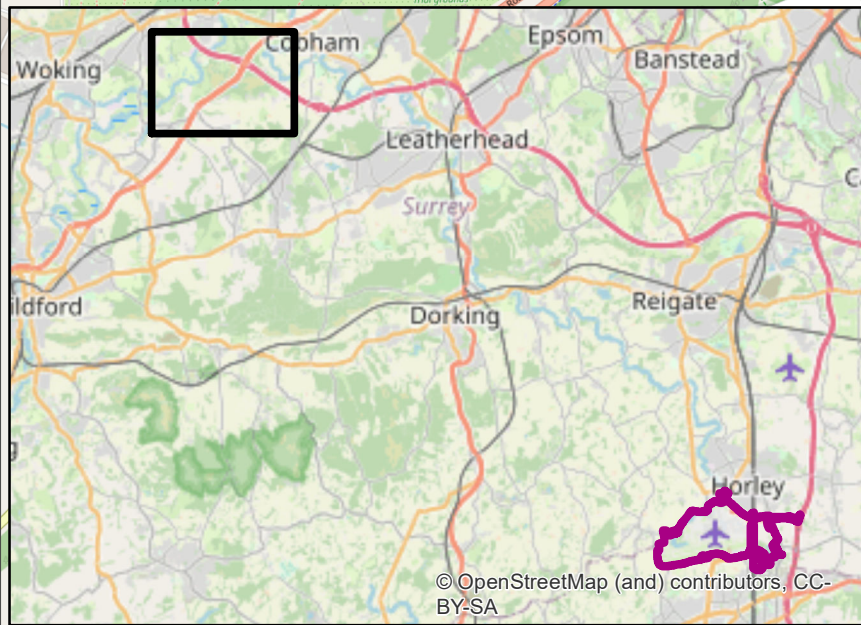 Cobham
Epsom
Woking
Banstead
Leatherhead
Surrey
ildford
Dorking
Reigate
Horley
© OpenStreetMap (and) contributors, CC-
BY-SA